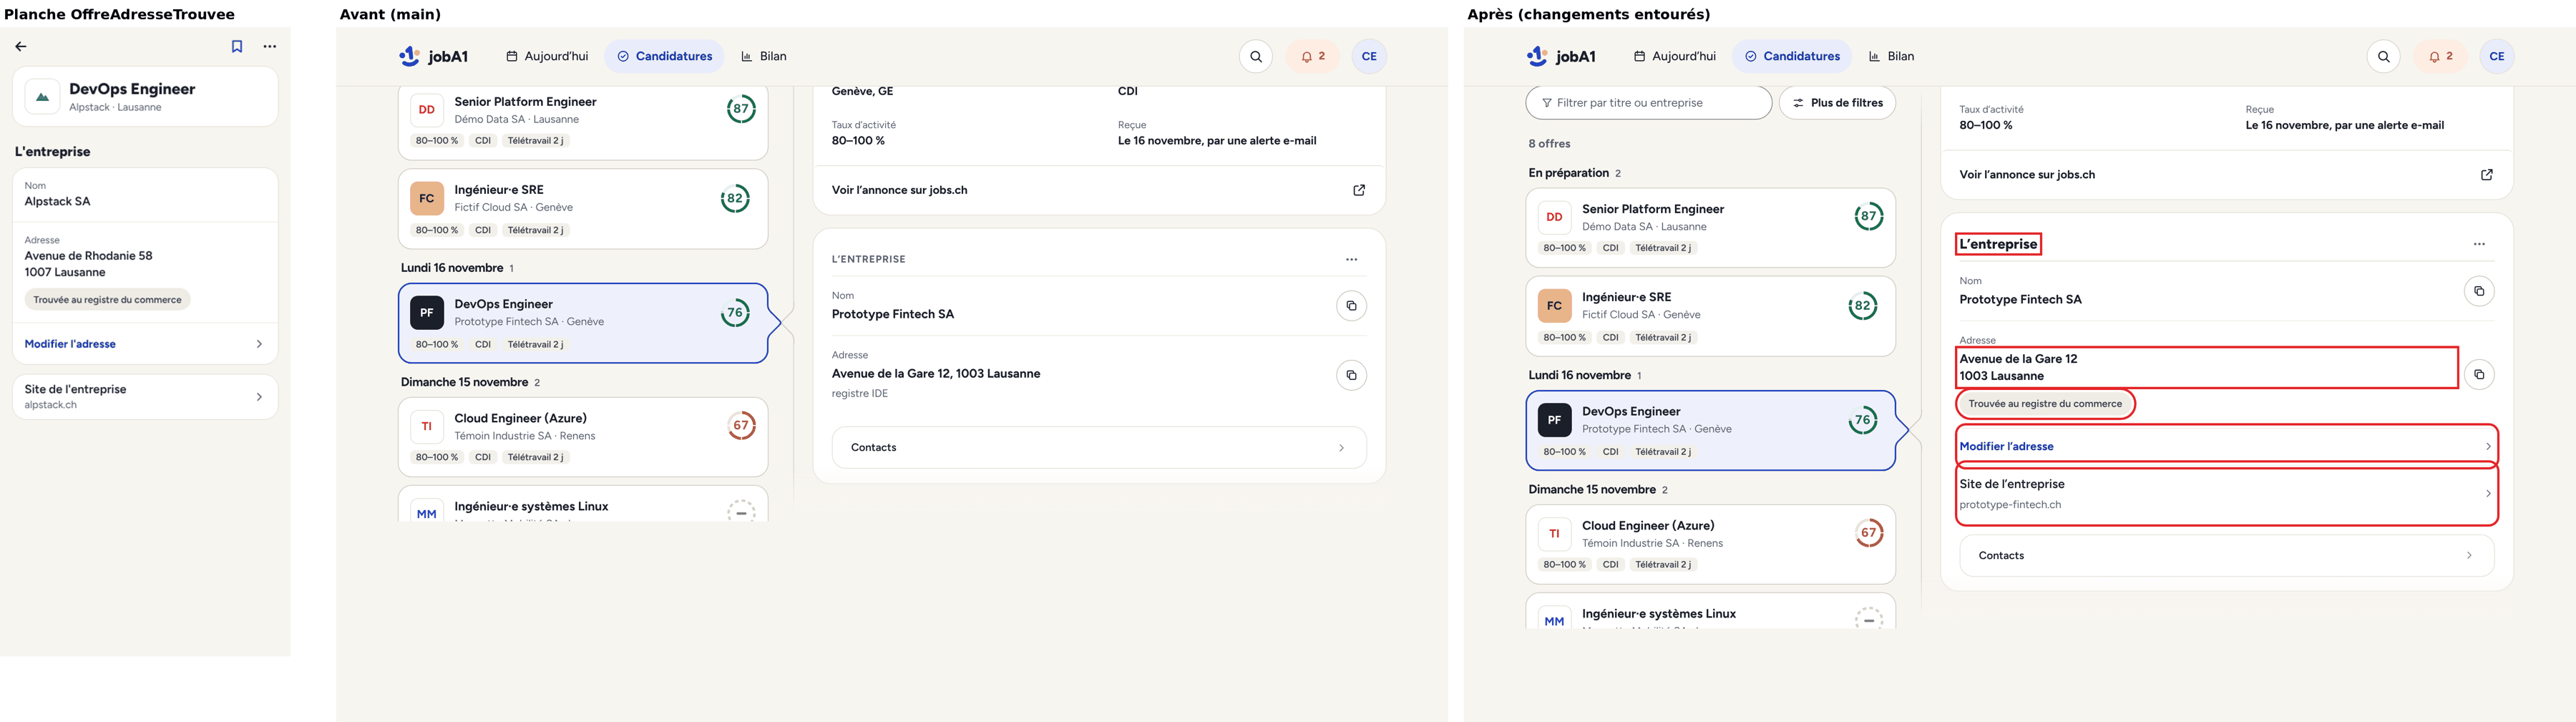 Planche OffreAdresseTrouvee
DevOps Engineer
Alpstack · Lausanne
L'entreprise
Nom
Alpstack SA
Adresse
Avenue de Rhodanie 58
1007 Lausanne
Trouvée au registre du commerce
Modifier l'adresse
Site de l'entreprise
alpstack.ch
Avant (main)
jobA1
Aujourd’hui
Candidatures
Bilan
2
CE
DD
Senior Platform Engineer
Démo Data SA · Lausanne
87
80–100 % CDI Télétravail 2 j
FC
Ingénieur·e SRE
Fictif Cloud SA · Genève
82
80–100 % CDI Télétravail 2 j
Lundi 16 novembre 1
PF
DevOps Engineer
Prototype Fintech SA · Genève
76
80–100 % CDI Télétravail 2 j
Dimanche 15 novembre 2
TI
Cloud Engineer (Azure)
Témoin Industrie SA · Renens
67
80–100 % CDI Télétravail 2 j
MM
Ingénieur·e systèmes Linux
Genève, GE
CDI
Taux d’activité
80–100 %
Reçue
Le 16 novembre, par une alerte e-mail
Voir l’annonce sur jobs.ch
L’ENTREPRISE
Nom
Prototype Fintech SA
Adresse
Avenue de la Gare 12, 1003 Lausanne
registre IDE
Contacts
Après (changements entourés)
jobA1
Aujourd’hui
Candidatures
Bilan
2
CE
Filtrer par titre ou entreprise
Plus de filtres
8 offres
En préparation 2
DD
Senior Platform Engineer
Démo Data SA · Lausanne
87
80–100 % CDI Télétravail 2 j
FC
Ingénieur·e SRE
Fictif Cloud SA · Genève
82
80–100 % CDI Télétravail 2 j
Lundi 16 novembre 1
PF
DevOps Engineer
Prototype Fintech SA · Genève
76
80–100 % CDI Télétravail 2 j
Dimanche 15 novembre 2
TI
Cloud Engineer (Azure)
Témoin Industrie SA · Renens
67
80–100 % CDI Télétravail 2 j
MM
Ingénieur·e systèmes Linux
Taux d’activité
80–100 %
Reçue
Le 16 novembre, par une alerte e-mail
Voir l’annonce sur jobs.ch
L’entreprise
Nom
Prototype Fintech SA
Adresse
Avenue de la Gare 12
1003 Lausanne
Trouvée au registre du commerce
Modifier l’adresse
Site de l’entreprise
prototype-fintech.ch
Contacts